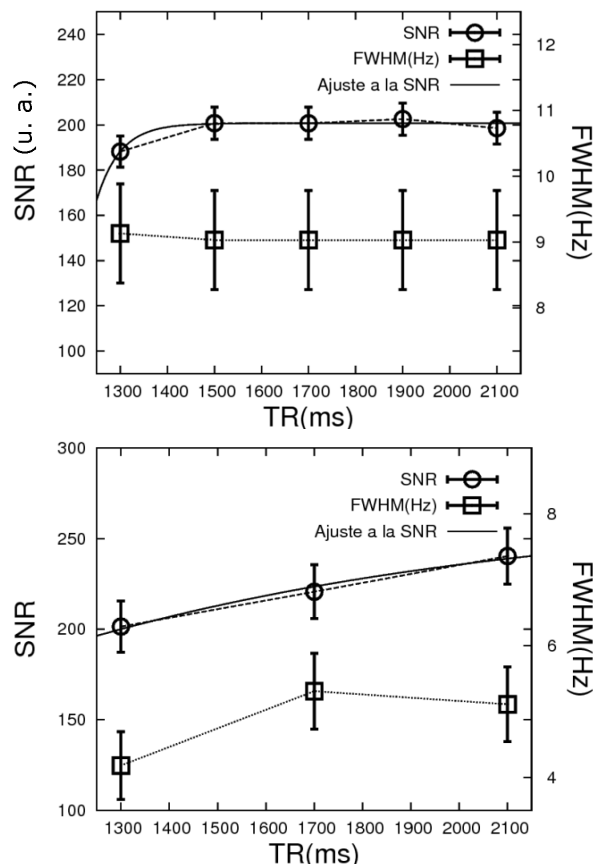 240
220
200
180
160
140
120
100
SNR (u. a.)
SNR
FWHM(Hz)
Ajuste a la SNR
12
11
10
9
8
FWHM(Hz)
1300 1400 1500 1600 1700 1800 1900 2000 2100
TR(ms)
300
250
200
150
100
SNR
SNR
FWHM(Hz)
Ajuste a la SNR
8
6
4
FWHM(Hz)
1300 1400 1500 1600 1700 1800 1900 2000 2100
TR(ms)